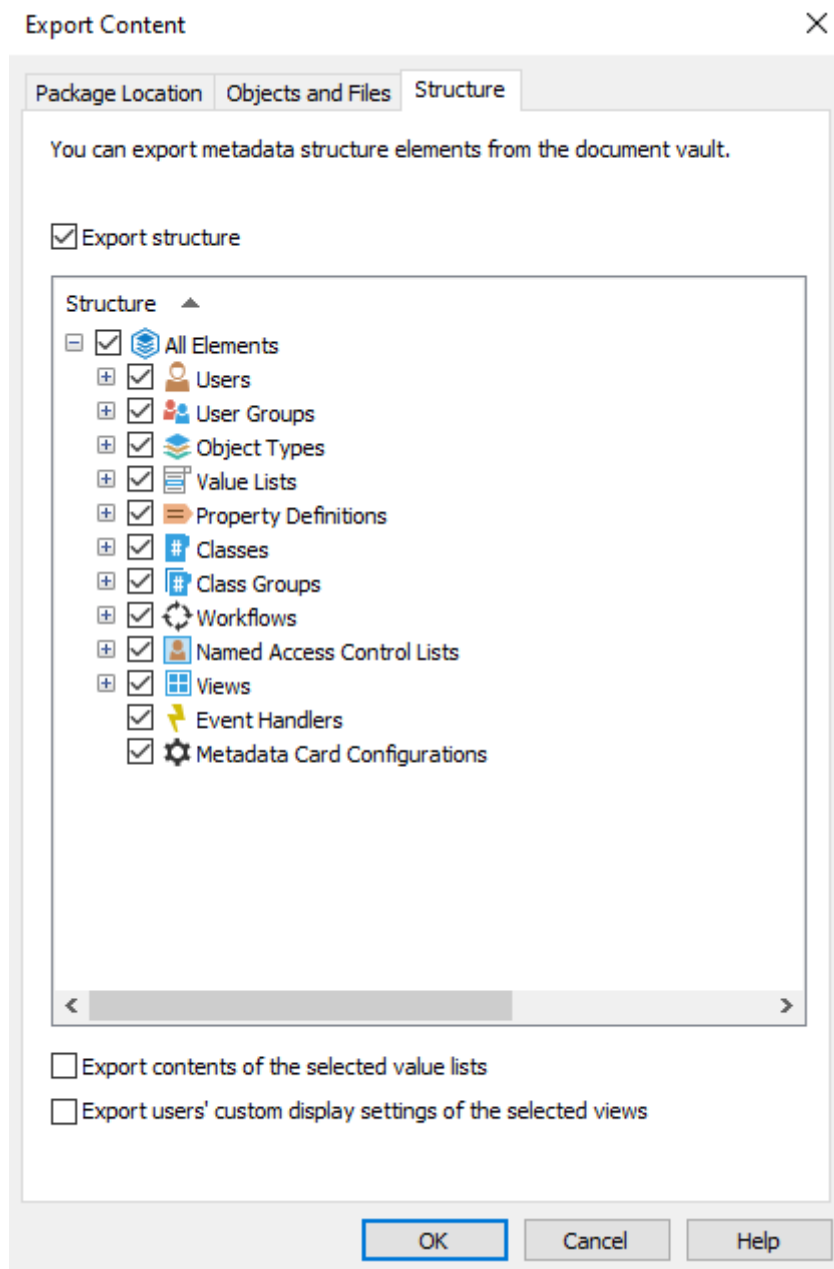 Export Content
Package Location
Objects and Files
Structure
You can export metadata structure elements from the document vault.
Export structure
Structure
All Elements
Users
User Groups
Object Types
Value Lists
Property Definitions
Classes
Class Groups
Workflows
Named Access Control Lists
Views
Event Handlers
Metadata Card Configurations
Export contents of the selected value lists
Export users' custom display settings of the selected views
OK
Cancel
Help